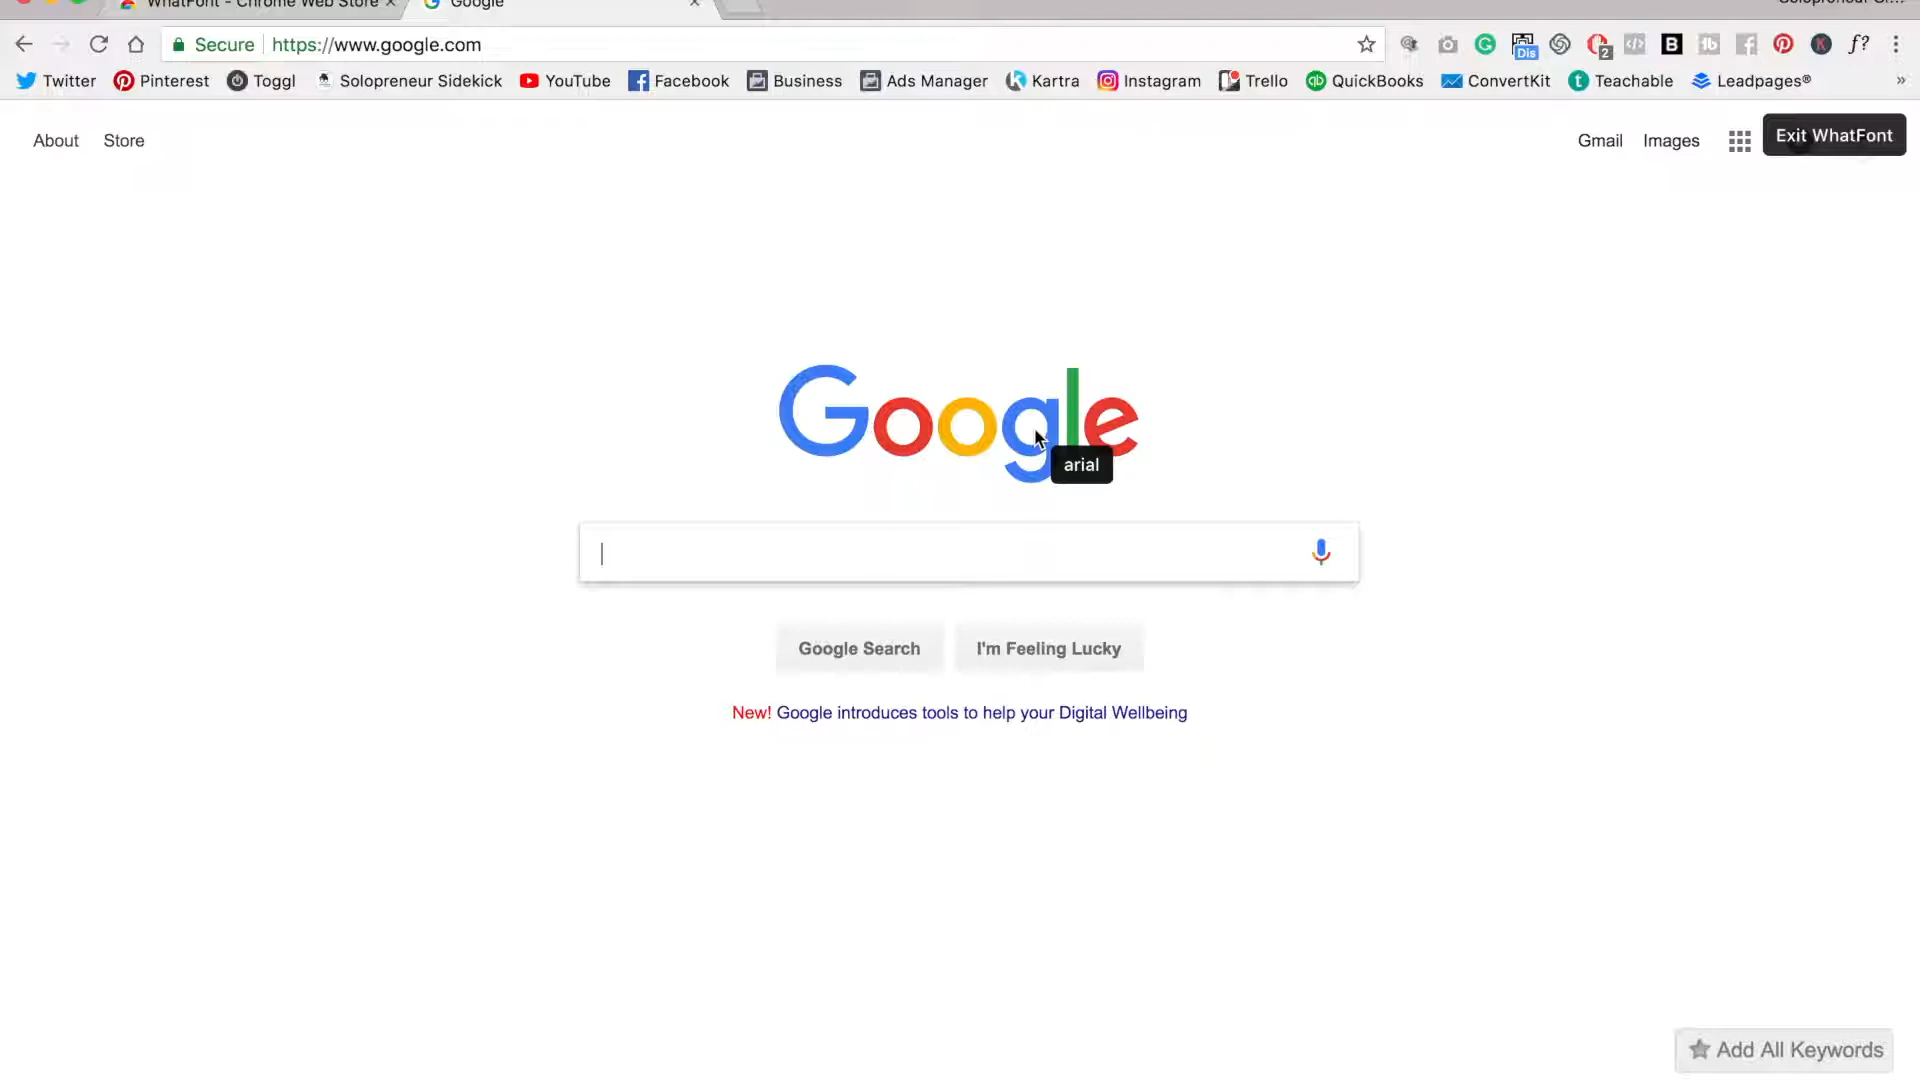 WhatFont - Chrome Web Store
Google
Secure https://www.google.com
Dis
2
B
f?
Twitter Pinterest Toggl Solopreneur Sidekick YouTube Facebook Business Ads Manager Kartra Instagram Trello QuickBooks ConvertKit Teachable Leadpages® »
About Store Gmail Images Exit WhatFont
Google
arial
Google Search I'm Feeling Lucky
New! Google introduces tools to help your Digital Wellbeing
Add All Keywords